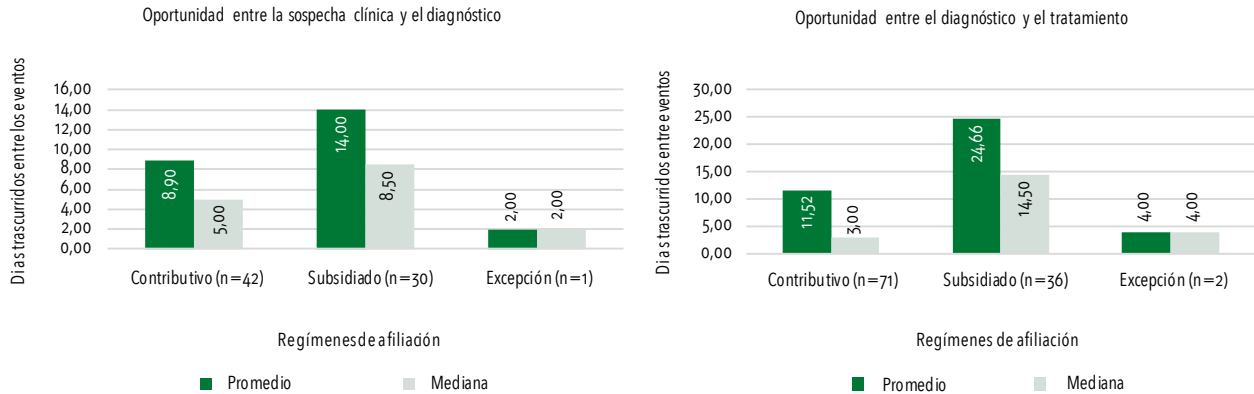 Oportunidad entre la sospecha clínica y el diagnóstico
Dias trascurridos entre los eventos
16,00
14,00
12,00
10,00
8,00
6,00
4,00
2,00
0,00
8,90
5,00
14,00
8,50
2,00
2,00
Contributivo (n=42)
Subsidiado (n=30)
Excepción (n=1)
Regímenes de afiliación
Promedio
Mediana
Oportunidad entre el diagnóstico y el tratamiento
Dias trascurridos entre eventos
30,00
25,00
20,00
15,00
10,00
5,00
0,00
11,52
3,00
24,66
14,50
4,00
4,00
Contributivo (n=71)
Subsidiado (n=36)
Excepción (n=2)
Regímenes de afiliación
Promedio
Mediana